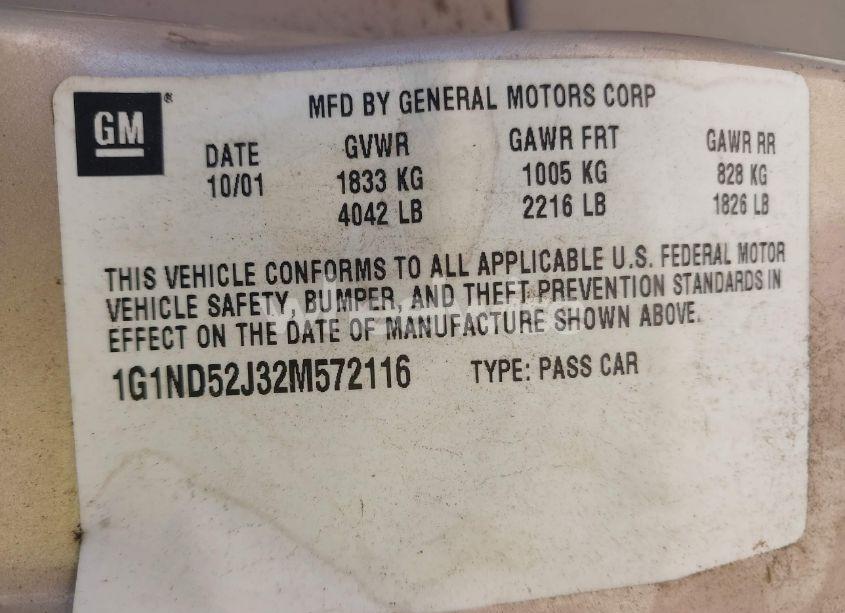 GM®
MFD BY GENERAL MOTORS CORP
DATE GVWR GAWR FRT GAWR RR
10/01 1833 KG 1005 KG 828 KG
4042 LB 2216 LB 1826 LB
THIS VEHICLE CONFORMS TO ALL APPLICABLE U.S. FEDERAL MOTOR
VEHICLE SAFETY, BUMPER, AND THEFT PREVENTION STANDARDS IN
EFFECT ON THE DATE OF MANUFACTURE SHOWN ABOVE.
1G1ND52J32M572116 TYPE: PASS CAR